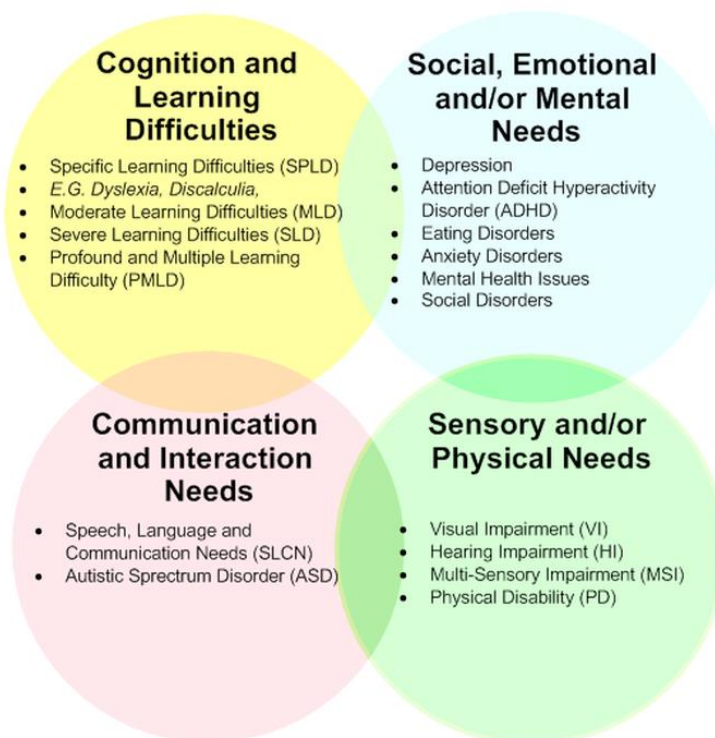 Cognition and
Learning
Difficulties
• Specific Learning Difficulties (SPLD)
• E.G. Dyslexia, Discalculia,
• Moderate Learning Difficulties (MLD)
• Severe Learning Difficulties (SLD)
• Profound and Multiple Learning
Difficulty (PMLD)
Social, Emotional
and/or Mental
Needs
• Depression
• Attention Deficit Hyperactivity
Disorder (ADHD)
• Eating Disorders
• Anxiety Disorders
• Mental Health Issues
• Social Disorders
Communication
and Interaction
Needs
• Speech, Language and
Communication Needs (SLCN)
• Autistic Sprectrum Disorder (ASD)
Sensory and/or
Physical Needs
• Visual Impairment (VI)
• Hearing Impairment (HI)
• Multi-Sensory Impairment (MSI)
• Physical Disability (PD)